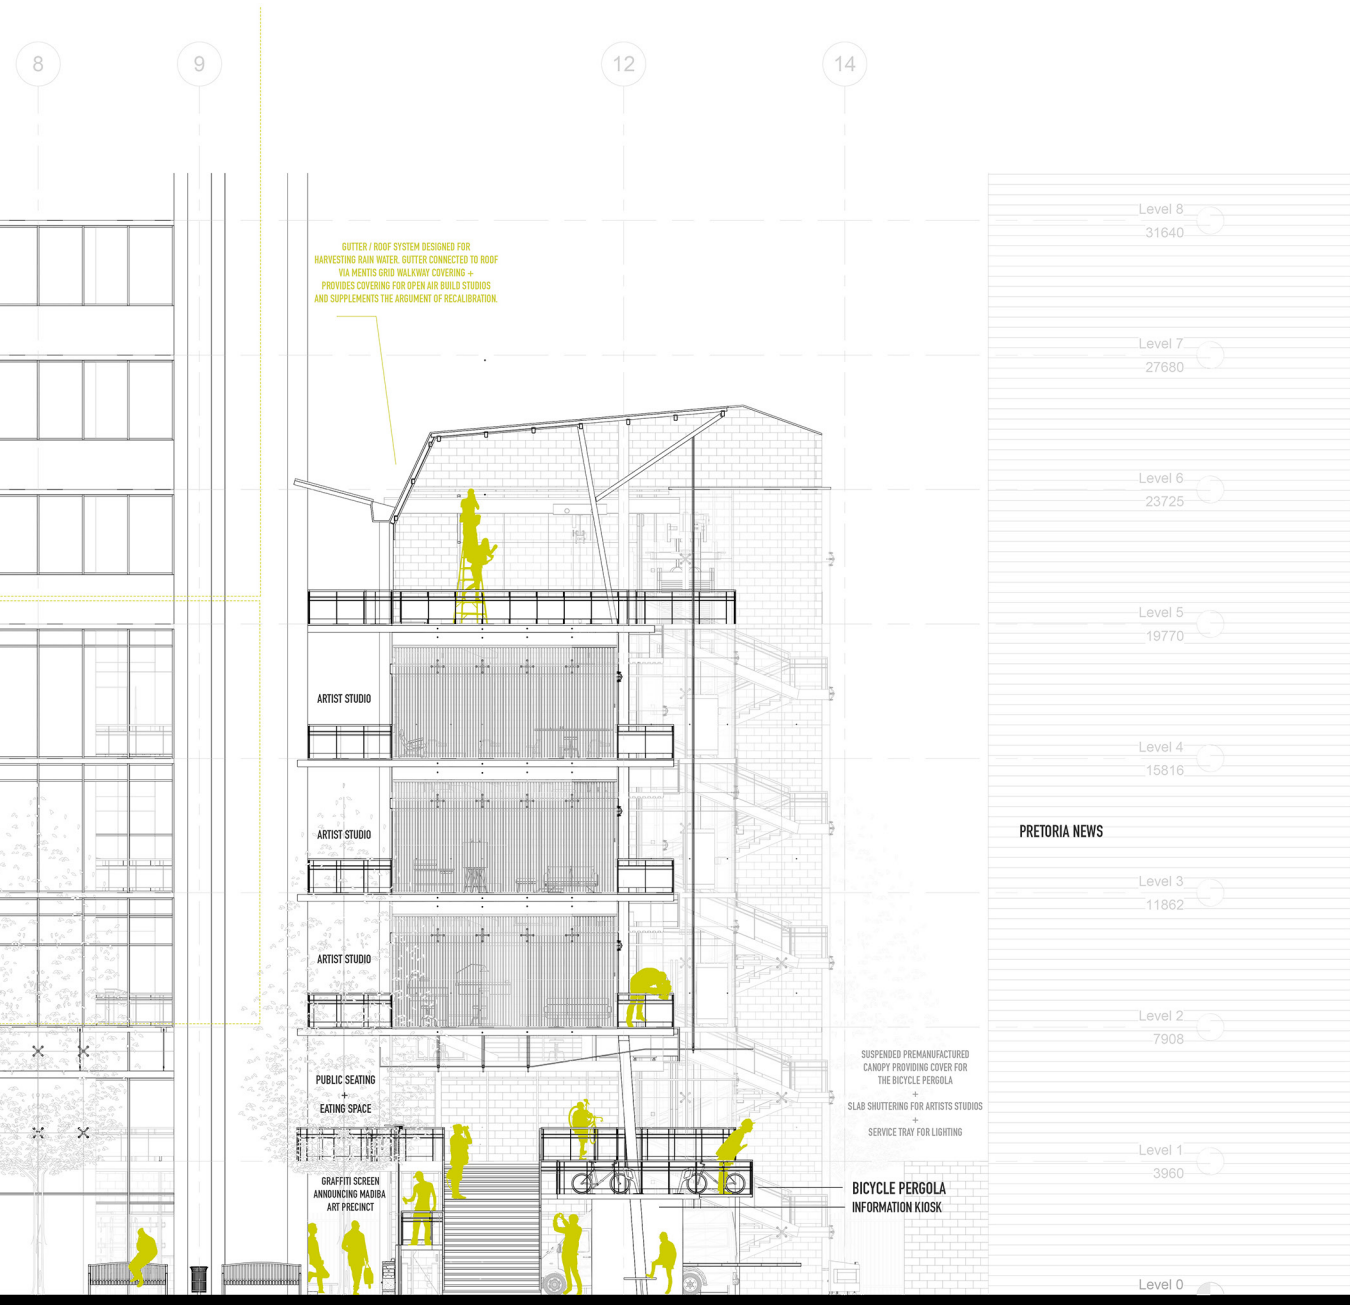 8
9
12
14
Level 8
31640
GUTTER / ROOF SYSTEM DESIGNED FOR
HARVESTING RAIN WATER. GUTTER CONNECTED TO ROOF
VIA MENTIS GRID WALKWAY COVERING +
PROVIDES COVERING FOR OPEN AIR BUILD STUDIOS
AND SUPPLEMENTS THE ARGUMENT OF RECALIBRATION.
Level 7
27680
Level 6
23725
Level 5
19770
ARTIST STUDIO
Level 4
15816
ARTIST STUDIO
PRETORIA NEWS
Level 3
11862
ARTIST STUDIO
Level 2
7908
SUSPENDED PREMANUFACTURED
CANOPY PROVIDING COVER FOR
THE BICYCLE PERGOLA
+
SLAB SHUTTERING FOR ARTISTS STUDIOS
+
SERVICE TRAY FOR LIGHTING
PUBLIC SEATING
+
EATING SPACE
Level 1
3960
GRAFFITI SCREEN
ANNOUNCING MADIBA
ART PRECINCT
BICYCLE PERGOLA
INFORMATION KIOSK
Level 0